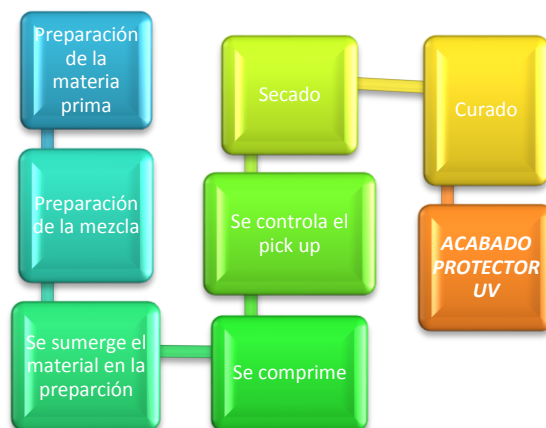 Preparación
de la
materia
prima
Preparación
de la mezcla
Se sumerge el
material en la
preparción
Se comprime
Se controla el
pick up
Secado
Curado
ACABADO
PROTECTOR
UV